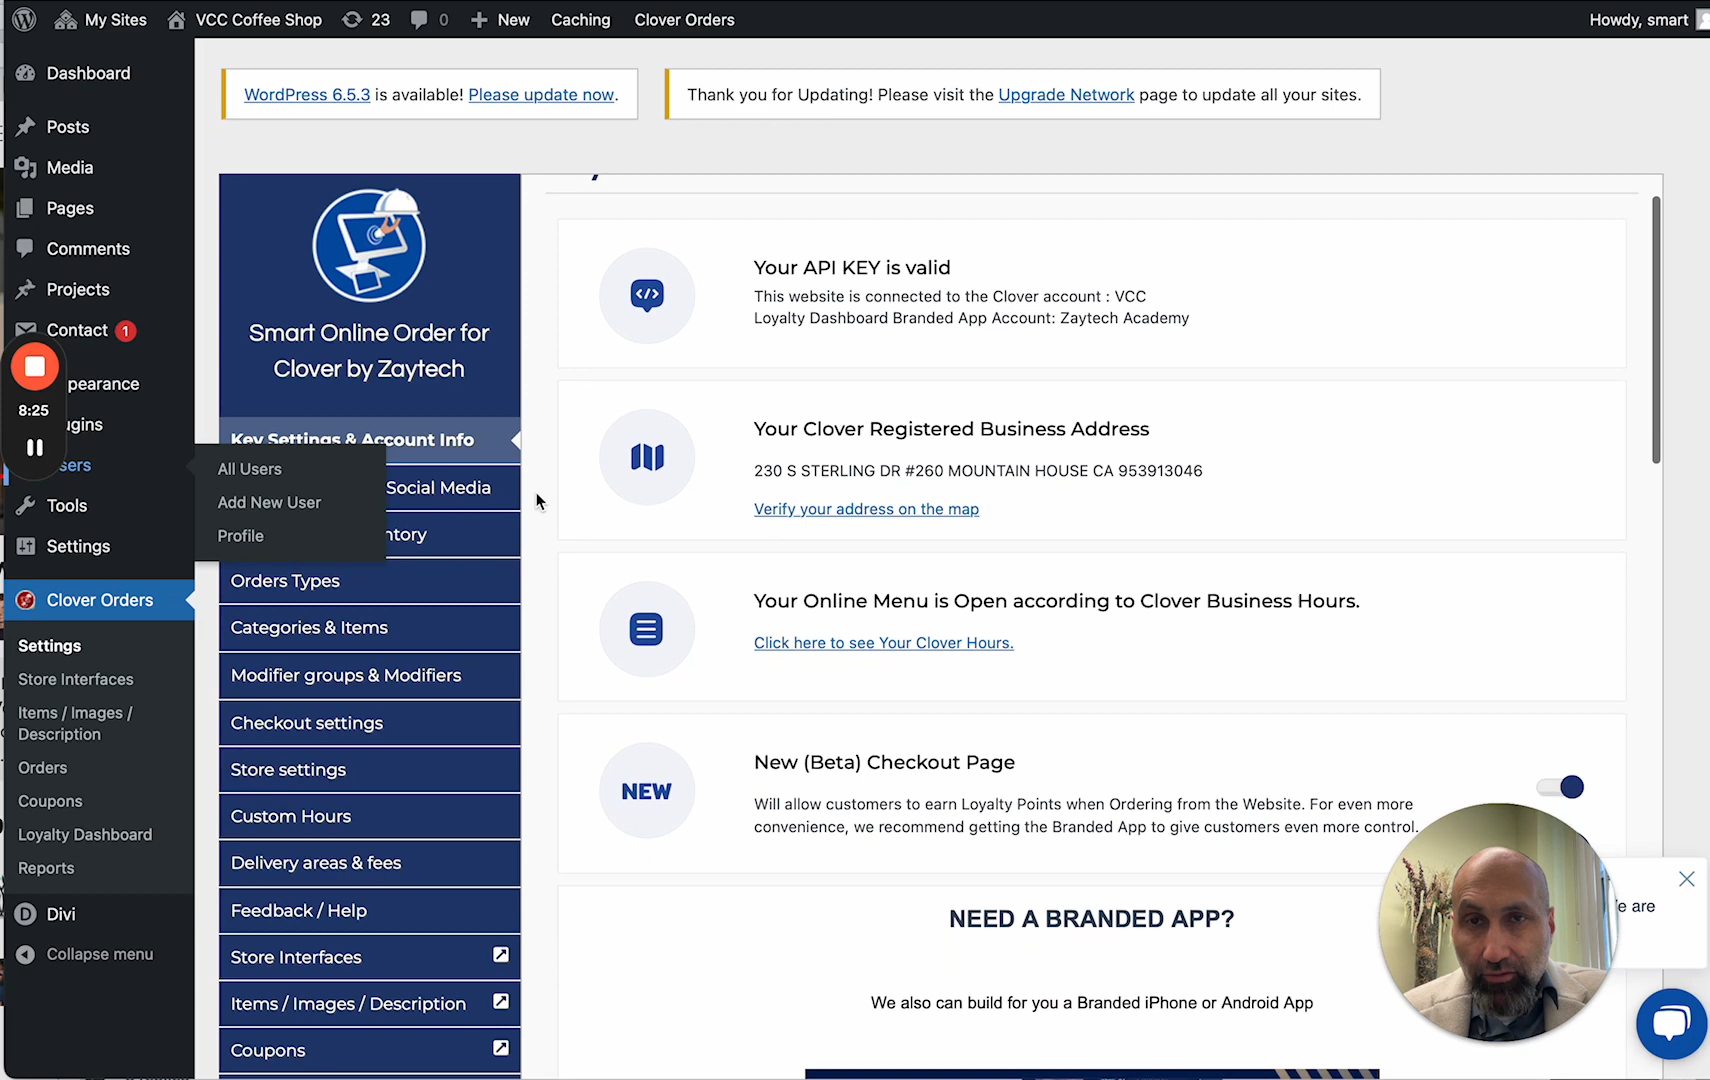 My Sites
VCC Coffee Shop
23
0
New
Caching
Clover Orders
Howdy, smart
Dashboard
Posts
Media
Pages
Comments
Projects
Contact 1
pearance
ugins
sers
Tools
Settings
Clover Orders
Settings
Store Interfaces
Items / Images /
Description
Orders
Coupons
Loyalty Dashboard
Reports
Divi
Collapse menu
8:25
All Users
Add New User
Profile
WordPress 6.5.3 is available! Please update now.
Thank you for Updating! Please visit the Upgrade Network page to update all your sites.
Smart Online Order for
Clover by Zaytech
Key Settings & Account Info
Social Media
ntory
Orders Types
Categories & Items
Modifier groups & Modifiers
Checkout settings
Store settings
Custom Hours
Delivery areas & fees
Feedback / Help
Store Interfaces
Items / Images / Description
Coupons
Your API KEY is valid
This website is connected to the Clover account : VCC
Loyalty Dashboard Branded App Account: Zaytech Academy
Your Clover Registered Business Address
230 S STERLING DR #260 MOUNTAIN HOUSE CA 953913046
Verify your address on the map
Your Online Menu is Open according to Clover Business Hours.
Click here to see Your Clover Hours.
NEW
New (Beta) Checkout Page
Will allow customers to earn Loyalty Points when Ordering from the Website. For even more
convenience, we recommend getting the Branded App to give customers even more control.
NEED A BRANDED APP?
We also can build for you a Branded iPhone or Android App
e are